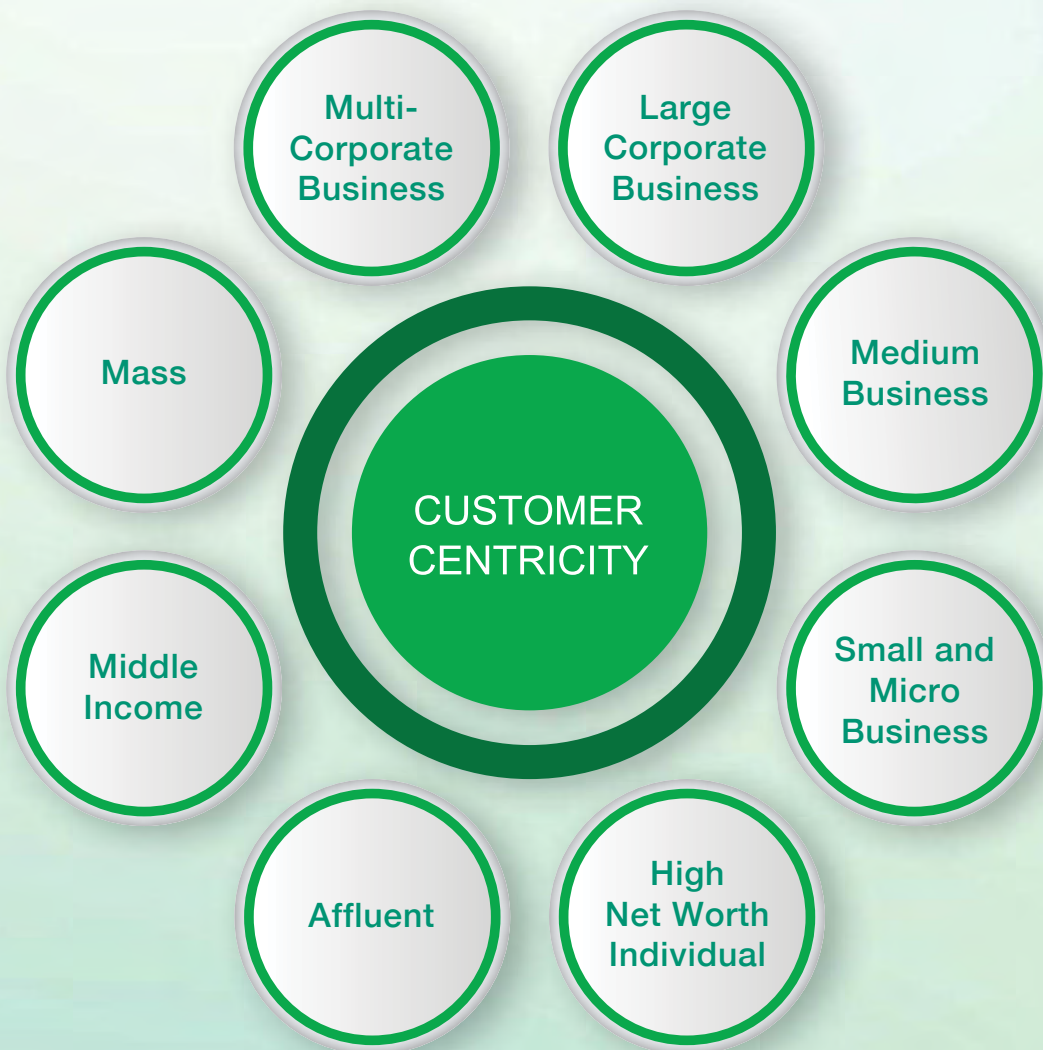 Multi-
Corporate
Business
Large
Corporate
Business
Mass
Medium
Business
CUSTOMER
CENTRICITY
Middle
Income
Small and
Micro
Business
Affluent
High
Net Worth
Individual